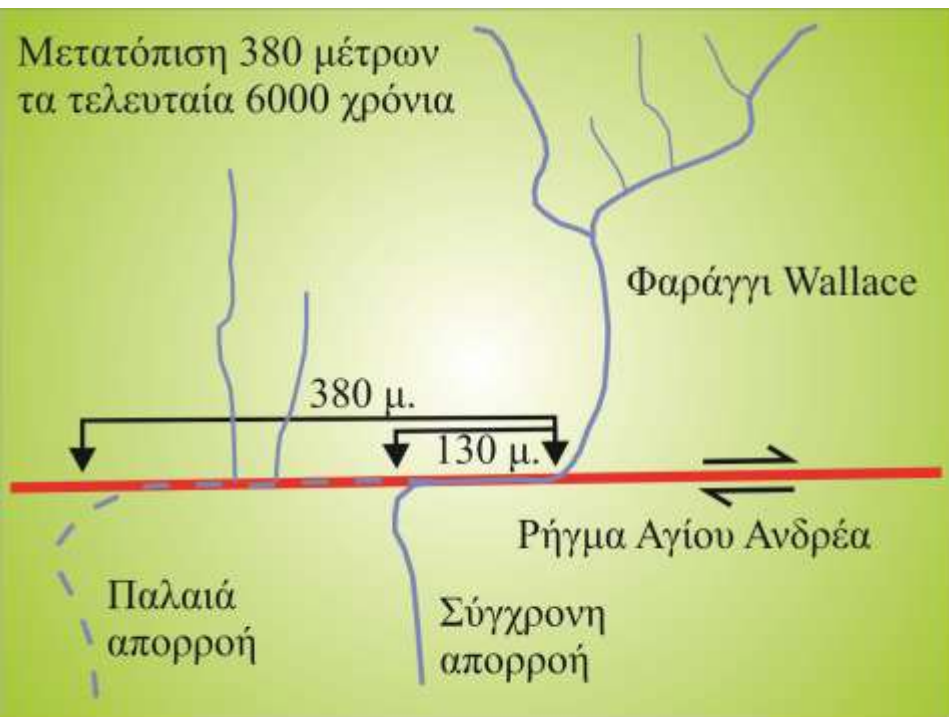 Μετατόπιση 380 μέτρων
τα τελευταία 6000 χρόνια
Φαράγγι Wallace
380 μ.
130 μ.
Ρήγμα Αγίου Ανδρέα
Παλαιά
απορροή
Σύγχρονη
απορροή